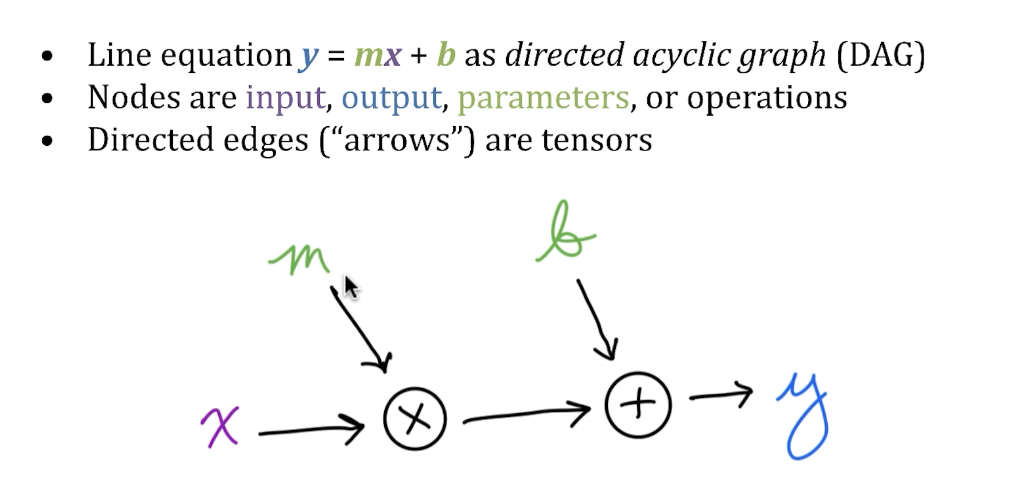 • Line equation y = mx + b as directed acyclic graph (DAG)
• Nodes are input, output, parameters, or operations
• Directed edges (“arrows”) are tensors
m
b
x × + y